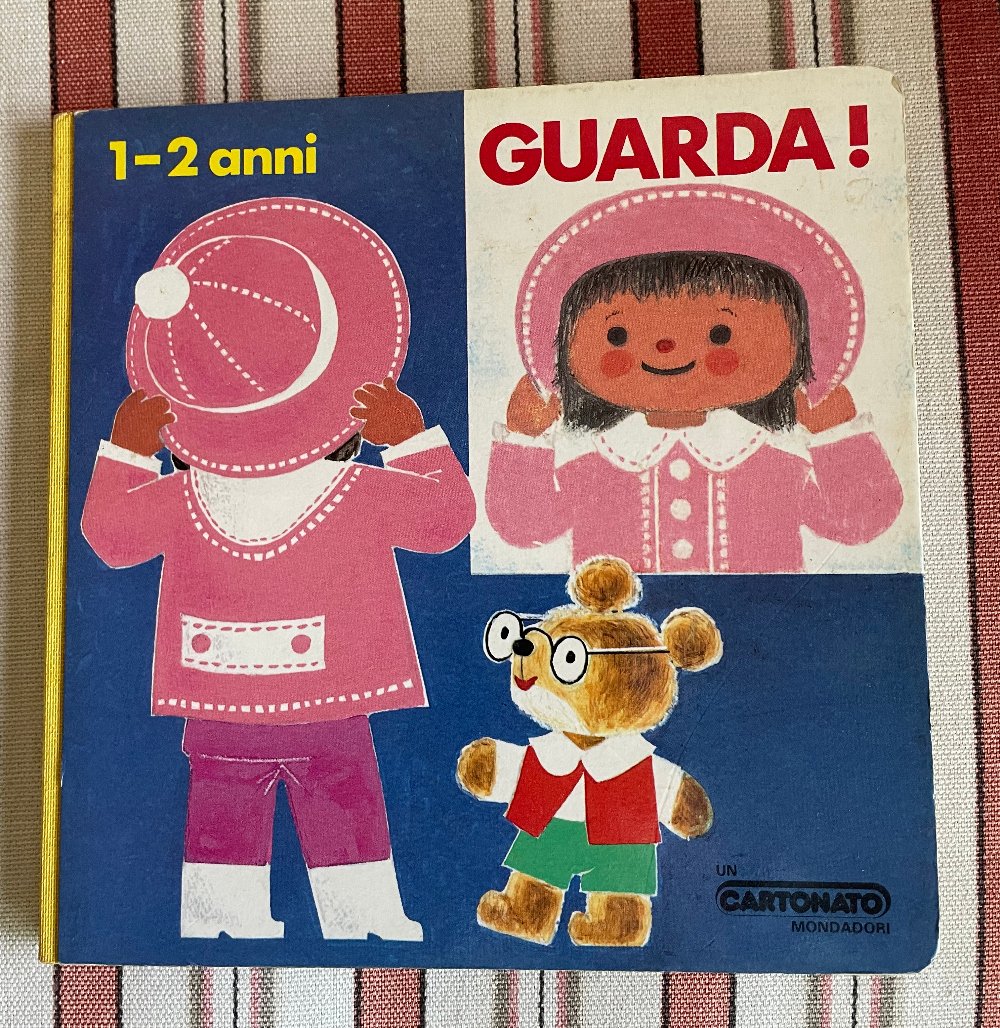 1-2 anni
GUARDA!
UN
CARTONATO
MONDADORI